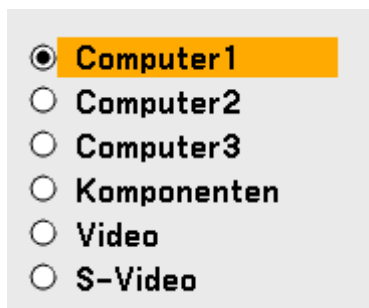 Computer1
Computer2
Computer3
Komponenten
Video
S-Video